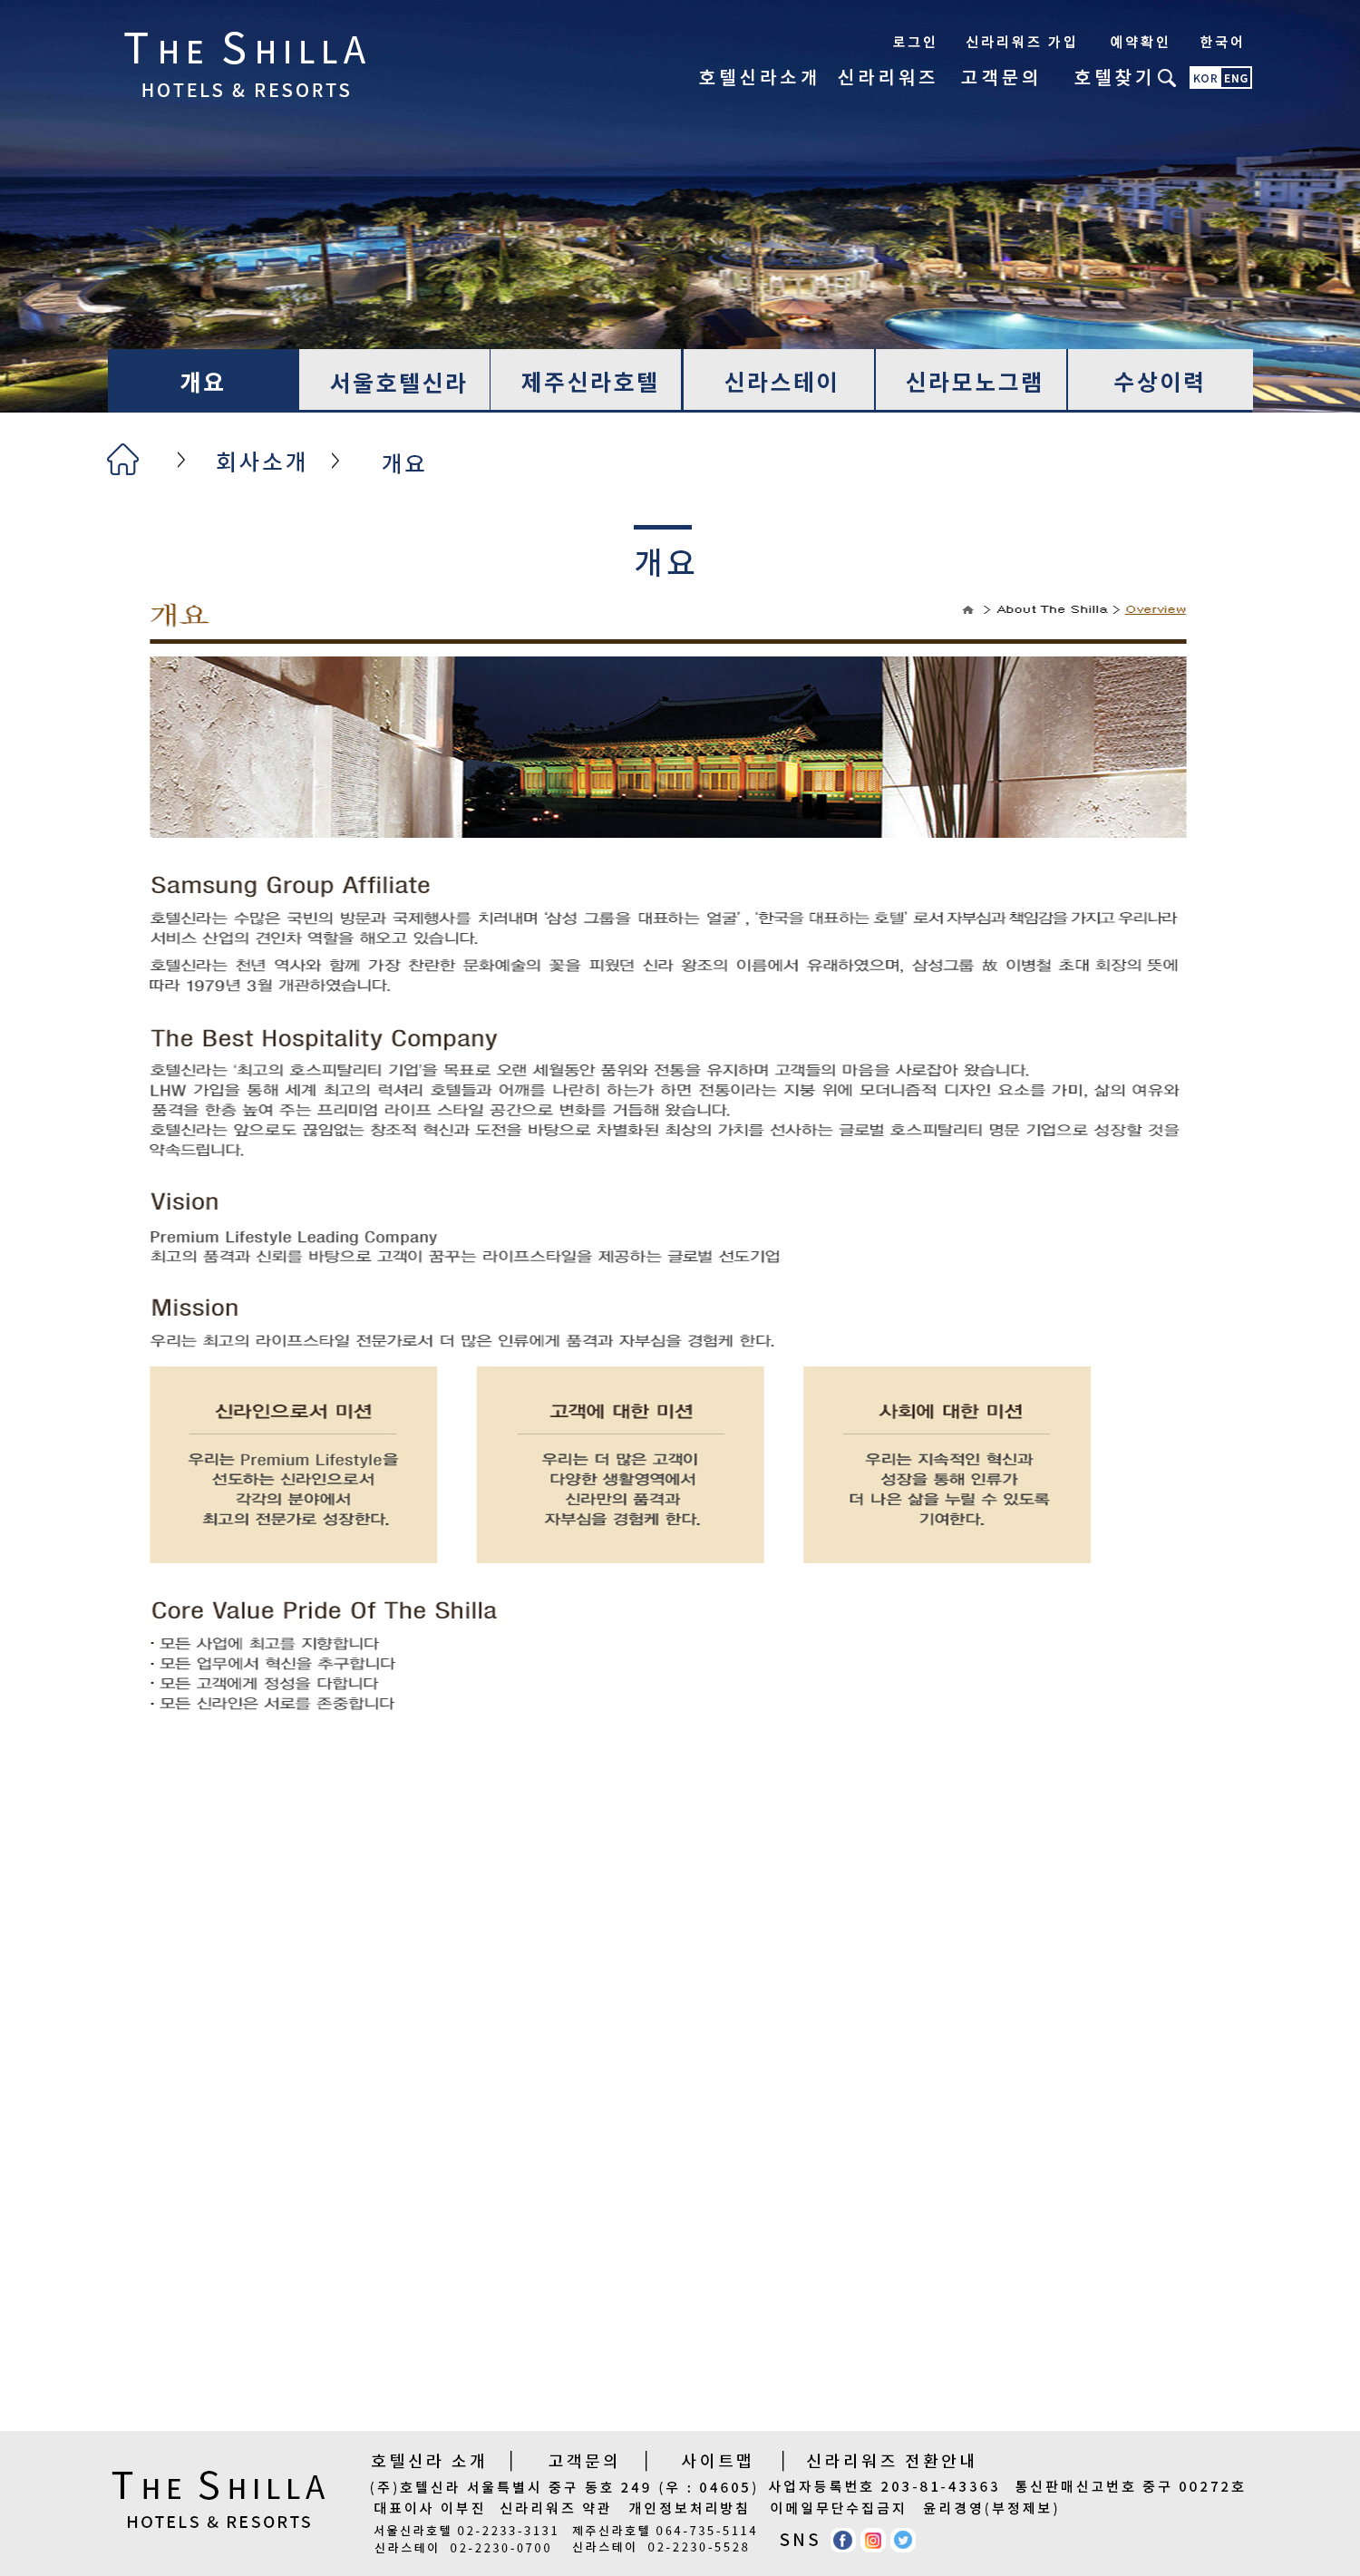 THE SHILLA
HOTELS & RESORTS
로그인 신라리워즈 가입 예약확인 한국어
호텔신라소개 신라리워즈 고객문의 호텔찾기 KOR ENG
개요 서울호텔신라 제주신라호텔 신라스테이 신라모노그램 수상이력
> 회사소개 > 개요
개요
개요
> About The Shilla > Overview
Samsung Group Affiliate
호텔신라는 수많은 국빈의 방문과 국제행사를 치러내며 ‘삼성 그룹을 대표하는 얼굴’ , ‘한국을 대표하는 호텔’ 로서 자부심과 책임감을 가지고 우리나라
서비스 산업의 견인차 역할을 해오고 있습니다.
호텔신라는 천년 역사와 함께 가장 찬란한 문화예술의 꽃을 피웠던 신라 왕조의 이름에서 유래하였으며, 삼성그룹 故 이병철 초대 회장의 뜻에
따라 1979년 3월 개관하였습니다.
The Best Hospitality Company
호텔신라는 ‘최고의 호스피탈리티 기업’을 목표로 오랜 세월동안 품위와 전통을 유지하며 고객들의 마음을 사로잡아 왔습니다.
LHW 가입을 통해 세계 최고의 럭셔리 호텔들과 어깨를 나란히 하는가 하면 전통이라는 지붕 위에 모더니즘적 디자인 요소를 가미, 삶의 여유와
품격을 한층 높여 주는 프리미엄 라이프 스타일 공간으로 변화를 거듭해 왔습니다.
호텔신라는 앞으로도 끊임없는 창조적 혁신과 도전을 바탕으로 차별화된 최상의 가치를 선사하는 글로벌 호스피탈리티 명문 기업으로 성장할 것을
약속드립니다.
Vision
Premium Lifestyle Leading Company
최고의 품격과 신뢰를 바탕으로 고객이 꿈꾸는 라이프스타일을 제공하는 글로벌 선도기업
Mission
우리는 최고의 라이프스타일 전문가로서 더 많은 인류에게 품격과 자부심을 경험케 한다.
신라인으로서 미션
우리는 Premium Lifestyle을
선도하는 신라인으로서
각각의 분야에서
최고의 전문가로 성장한다.
고객에 대한 미션
우리는 더 많은 고객이
다양한 생활영역에서
신라만의 품격과
자부심을 경험케 한다.
사회에 대한 미션
우리는 지속적인 혁신과
성장을 통해 인류가
더 나은 삶을 누릴 수 있도록
기여한다.
Core Value Pride Of The Shilla
· 모든 사업에 최고를 지향합니다
· 모든 업무에서 혁신을 추구합니다
· 모든 고객에게 정성을 다합니다
· 모든 신라인은 서로를 존중합니다
THE SHILLA
HOTELS & RESORTS
호텔신라 소개 | 고객문의 | 사이트맵 | 신라리워즈 전환안내
(주)호텔신라 서울특별시 중구 동호 249 (우 : 04605) 사업자등록번호 203-81-43363 통신판매신고번호 중구 00272호
대표이사 이부진 신라리워즈 약관 개인정보처리방침 이메일무단수집금지 윤리경영(부정제보)
서울신라호텔 02-2233-3131 제주신라호텔 064-735-5114
신라스테이 02-2230-0700 신라스테이 02-2230-5528
SNS